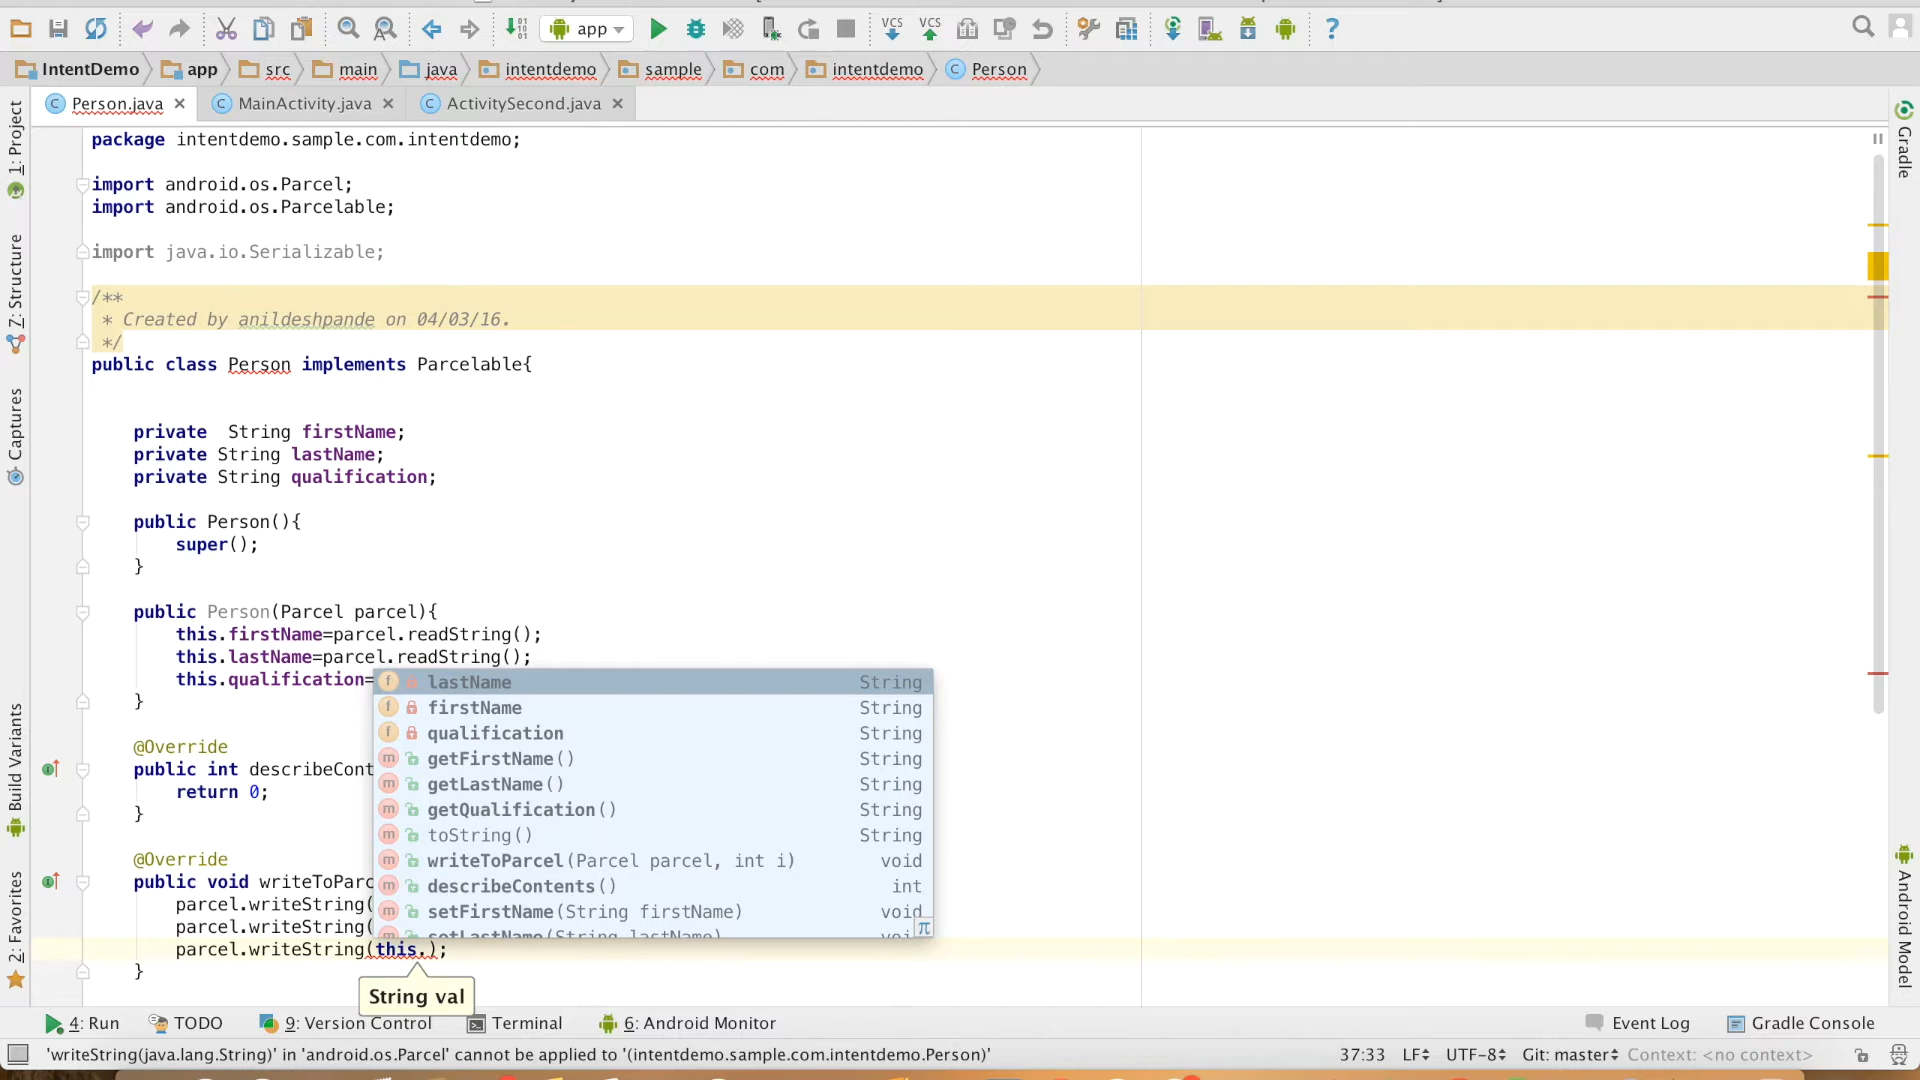 app
VCS
VCS
IntentDemo
app
src
main
java
intentdemo
sample
com
intentdemo
Person
Person.java
MainActivity.java
ActivitySecond.java
1: Project
Z: Structure
Captures
Build Variants
2: Favorites
package intentdemo.sample.com.intentdemo;
import android.os.Parcel;
import android.os.Parcelable;
import java.io.Serializable;
/**
* Created by anildeshpande on 04/03/16.
*/
public class Person implements Parcelable{
private  String firstName;
private String lastName;
private String qualification;
public Person(){
super();
}
public Person(Parcel parcel){
this.firstName=parcel.readString();
this.lastName=parcel.readString();
this.qualification=
}
@Override
public int describeCont
return 0;
}
@Override
public void writeToParc
parcel.writeString(
parcel.writeString(
parcel.writeString(this.);
}
lastName String
firstName String
qualification String
getFirstName() String
getLastName() String
getQualification() String
toString() String
writeToParcel(Parcel parcel, int i) void
describeContents() int
setFirstName(String firstName) void
setLastName(String lastName) void
π
String val
Gradle
Android Model
4: Run
TODO
9: Version Control
Terminal
6: Android Monitor
Event Log
Gradle Console
'writeString(java.lang.String)' in 'android.os.Parcel' cannot be applied to '(intentdemo.sample.com.intentdemo.Person)'
37:33
LF
UTF-8
Git: master
Context: <no context>